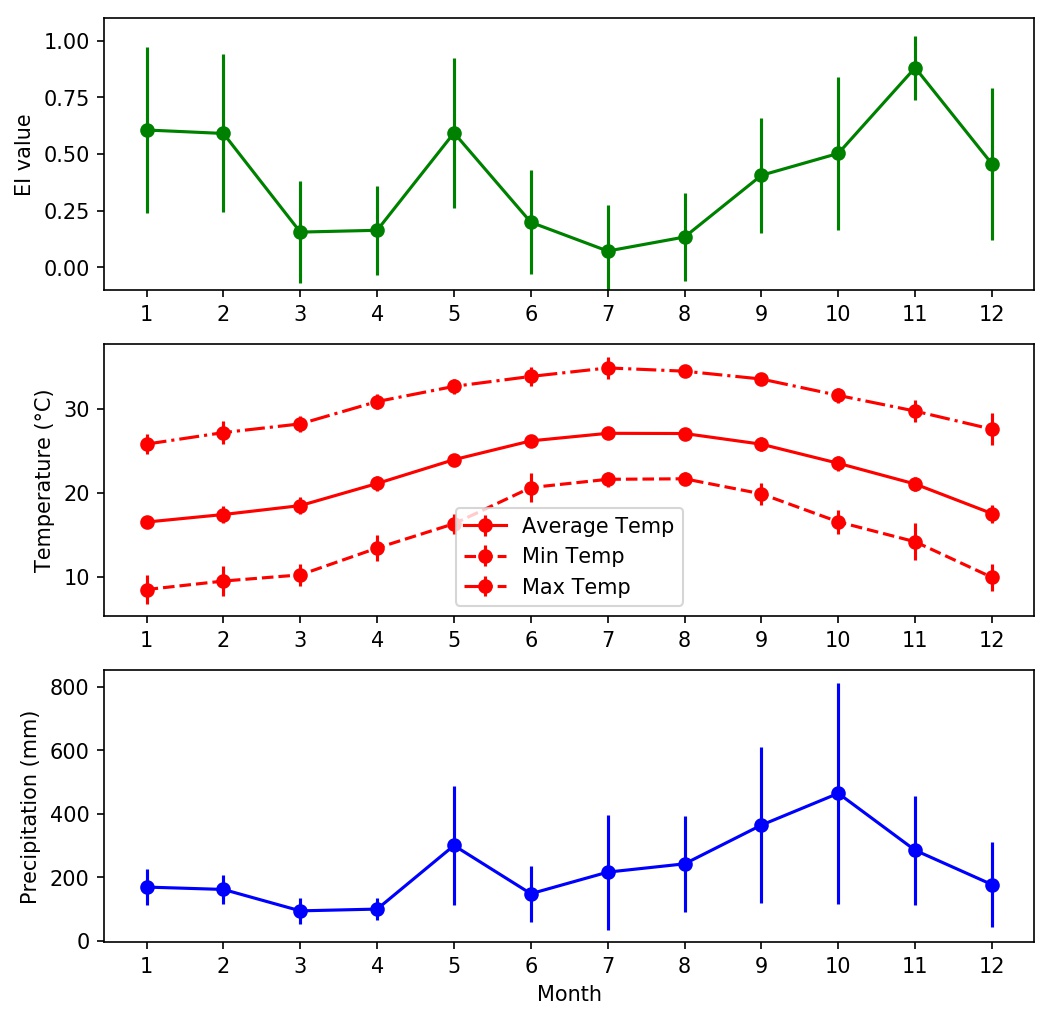 EI value
1.00
0.75
0.50
0.25
0.00
1 2 3 4 5 6 7 8 9 10 11 12
Temperature (°C)
30
20
10
Average Temp
Min Temp
Max Temp
1 2 3 4 5 6 7 8 9 10 11 12
Precipitation (mm)
800
600
400
200
0
1 2 3 4 5 6 7 8 9 10 11 12
Month